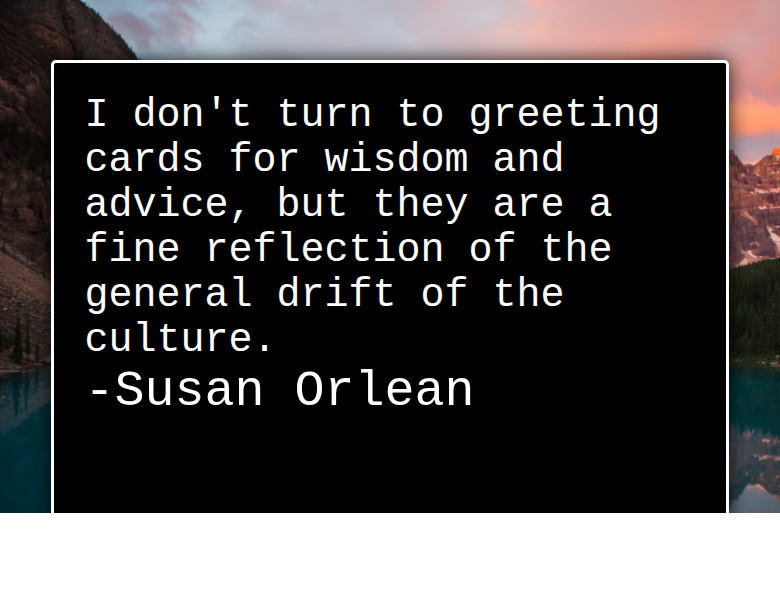 I don't turn to greeting
cards for wisdom and
advice, but they are a
fine reflection of the
general drift of the
culture.
-Susan Orlean